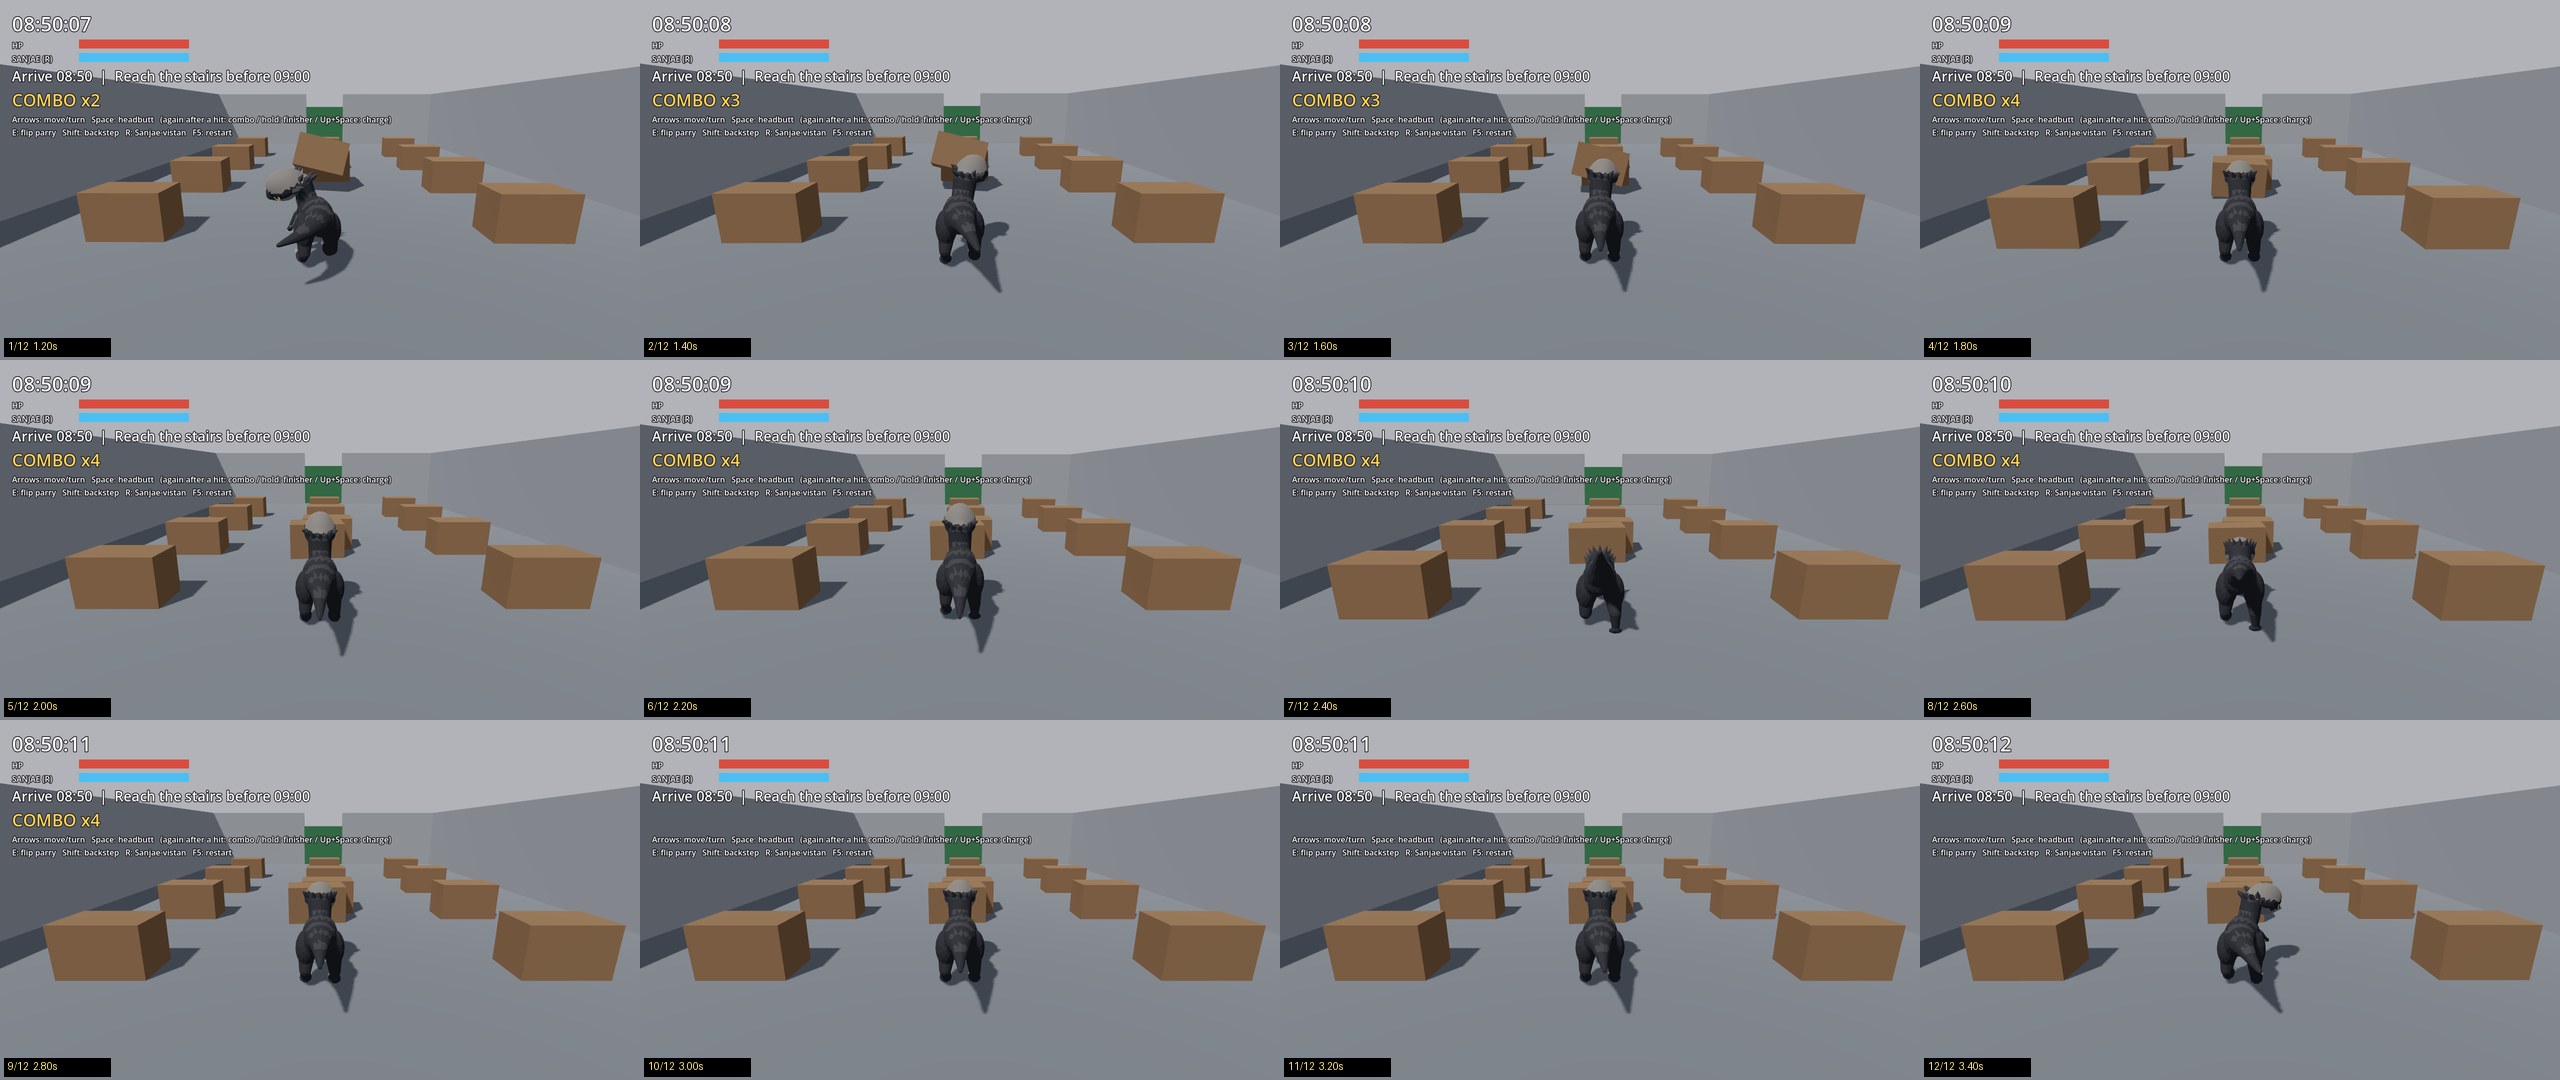 08:50:07
HP
SANJAE (R)
Arrive 08:50 | Reach the stairs before 09:00
COMBO x2
Arrows: move/turn Space: headbutt (again after a hit: combo / hold: finisher / Up+Space: charge)
E: flip parry Shift: backstep R: Sanjae-vistan F5: restart
1/12 1.20s
08:50:08
HP
SANJAE (R)
Arrive 08:50 | Reach the stairs before 09:00
COMBO x3
Arrows: move/turn Space: headbutt (again after a hit: combo / hold: finisher / Up+Space: charge)
E: flip parry Shift: backstep R: Sanjae-vistan F5: restart
2/12 1.40s
08:50:08
HP
SANJAE (R)
Arrive 08:50 | Reach the stairs before 09:00
COMBO x3
Arrows: move/turn Space: headbutt (again after a hit: combo / hold: finisher / Up+Space: charge)
E: flip parry Shift: backstep R: Sanjae-vistan F5: restart
3/12 1.60s
08:50:09
HP
SANJAE (R)
Arrive 08:50 | Reach the stairs before 09:00
COMBO x4
Arrows: move/turn Space: headbutt (again after a hit: combo / hold: finisher / Up+Space: charge)
E: flip parry Shift: backstep R: Sanjae-vistan F5: restart
4/12 1.80s
08:50:09
HP
SANJAE (R)
Arrive 08:50 | Reach the stairs before 09:00
COMBO x4
Arrows: move/turn Space: headbutt (again after a hit: combo / hold: finisher / Up+Space: charge)
E: flip parry Shift: backstep R: Sanjae-vistan F5: restart
5/12 2.00s
08:50:09
HP
SANJAE (R)
Arrive 08:50 | Reach the stairs before 09:00
COMBO x4
Arrows: move/turn Space: headbutt (again after a hit: combo / hold: finisher / Up+Space: charge)
E: flip parry Shift: backstep R: Sanjae-vistan F5: restart
6/12 2.20s
08:50:10
HP
SANJAE (R)
Arrive 08:50 | Reach the stairs before 09:00
COMBO x4
Arrows: move/turn Space: headbutt (again after a hit: combo / hold: finisher / Up+Space: charge)
E: flip parry Shift: backstep R: Sanjae-vistan F5: restart
7/12 2.40s
08:50:10
HP
SANJAE (R)
Arrive 08:50 | Reach the stairs before 09:00
COMBO x4
Arrows: move/turn Space: headbutt (again after a hit: combo / hold: finisher / Up+Space: charge)
E: flip parry Shift: backstep R: Sanjae-vistan F5: restart
8/12 2.60s
08:50:11
HP
SANJAE (R)
Arrive 08:50 | Reach the stairs before 09:00
COMBO x4
Arrows: move/turn Space: headbutt (again after a hit: combo / hold: finisher / Up+Space: charge)
E: flip parry Shift: backstep R: Sanjae-vistan F5: restart
9/12 2.80s
08:50:11
HP
SANJAE (R)
Arrive 08:50 | Reach the stairs before 09:00
Arrows: move/turn Space: headbutt (again after a hit: combo / hold: finisher / Up+Space: charge)
E: flip parry Shift: backstep R: Sanjae-vistan F5: restart
10/12 3.00s
08:50:11
HP
SANJAE (R)
Arrive 08:50 | Reach the stairs before 09:00
Arrows: move/turn Space: headbutt (again after a hit: combo / hold: finisher / Up+Space: charge)
E: flip parry Shift: backstep R: Sanjae-vistan F5: restart
11/12 3.20s
08:50:12
HP
SANJAE (R)
Arrive 08:50 | Reach the stairs before 09:00
Arrows: move/turn Space: headbutt (again after a hit: combo / hold: finisher / Up+Space: charge)
E: flip parry Shift: backstep R: Sanjae-vistan F5: restart
12/12 3.40s